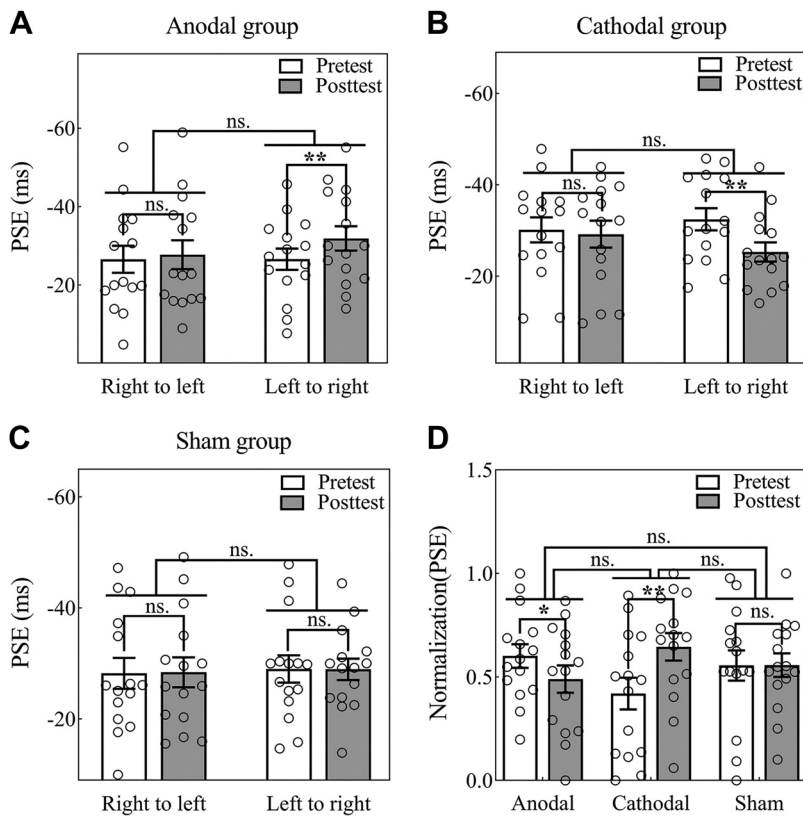 A
Anodal group
Pretest
Posttest
-60
-40
-20
PSE (ms)
ns.
ns.
**
Right to left
Left to right
B
Cathodal group
Pretest
Posttest
-60
-40
-20
PSE (ms)
ns.
ns.
**
Right to left
Left to right
C
Sham group
Pretest
Posttest
-60
-40
-20
PSE (ms)
ns.
ns.
ns.
Right to left
Left to right
D
Pretest
Posttest
1.5
1.0
0.5
0.0
Normalization(PSE)
ns.
ns.
ns.
*
**
ns.
Anodal
Cathodal
Sham